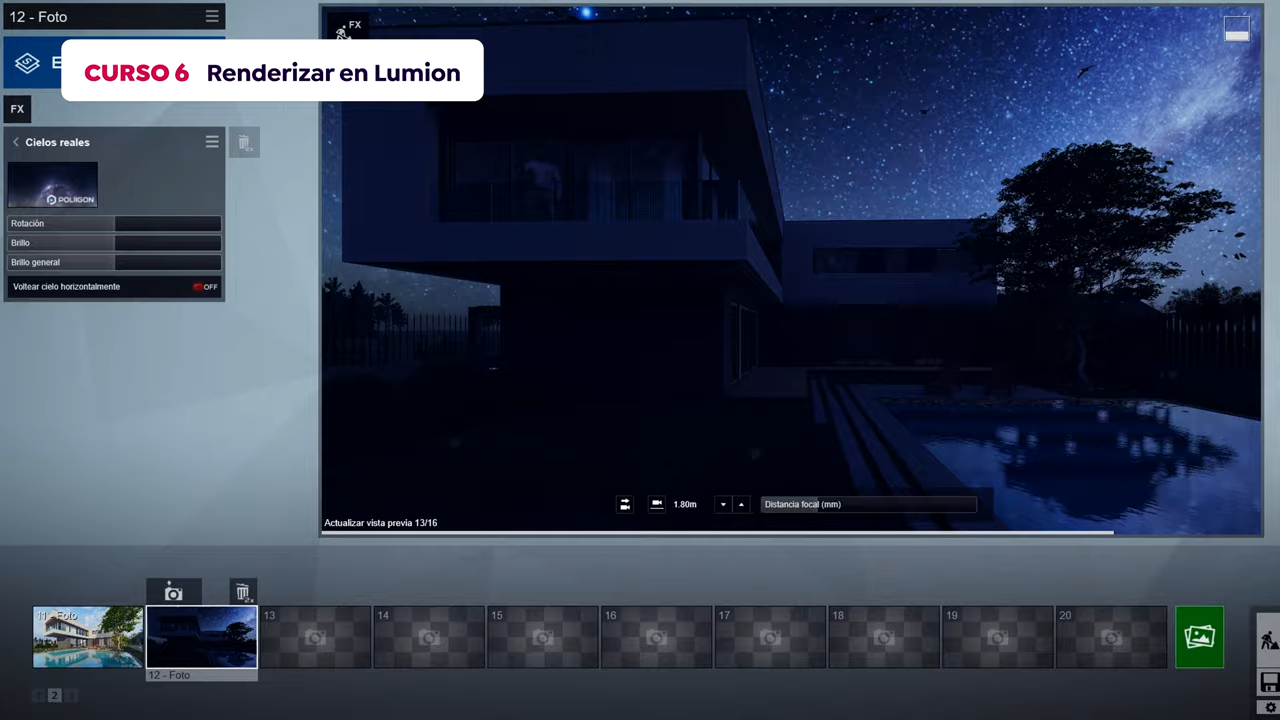 12 - Foto
FX
CURSO 6 Renderizar en Lumion
FX
Cielos reales
POLIIGON
Rotación
Brillo
Brillo general
Voltear cielo horizontalmente OFF
1.80m
Distancia focal (mm)
Actualizar vista previa 13/16
11 - Foto
13
14
15
16
17
18
19
20
12 - Foto
2